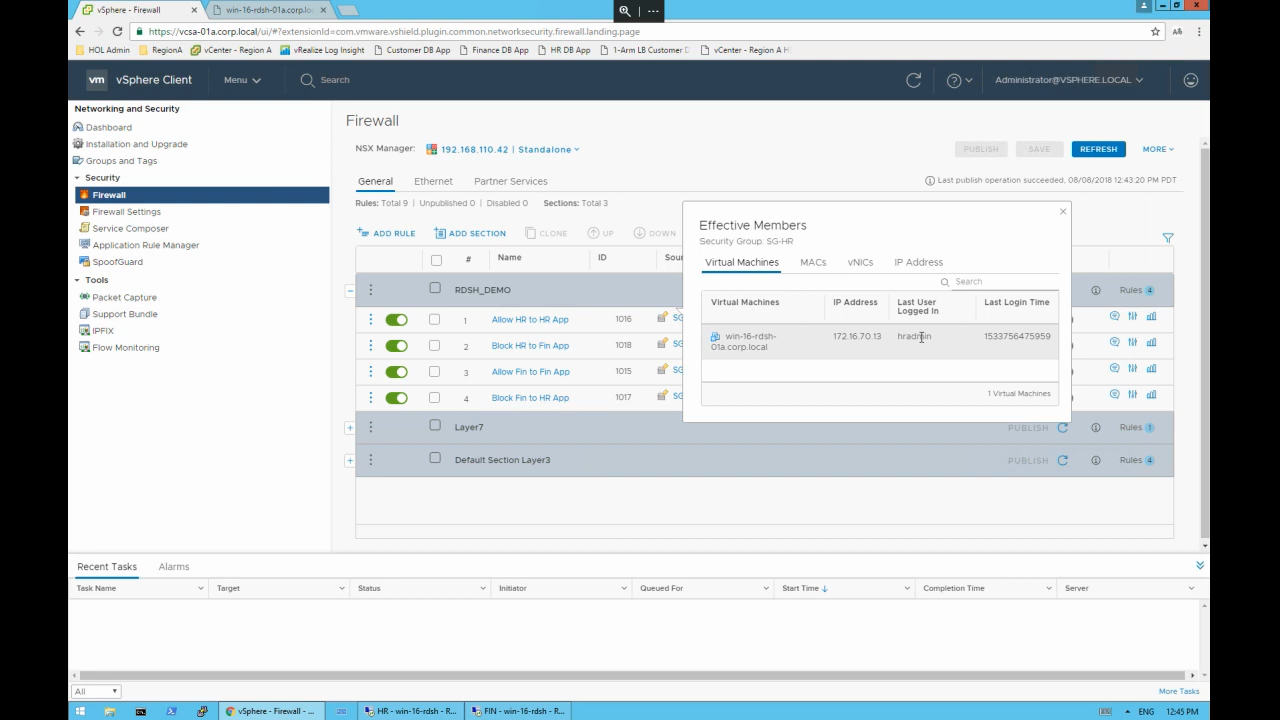 vSphere - Firewall
win-16-rdsh-01a.corp.loc
https://vcsa-01a.corp.local/ui/#?extensionId=com.vmware.vshield.plugin.common.networksecurity.firewall.landing.page
HOL Admin
RegionA
vCenter - Region A
vRealize Log Insight
Customer DB App
Finance DB App
HR DB App
1-Arm LB Customer D
vCenter - Region A H
vm vSphere Client
Menu
Search
Administrator@VSPHERE.LOCAL
Networking and Security
Dashboard
Installation and Upgrade
Groups and Tags
Security
Firewall
Firewall Settings
Service Composer
Application Rule Manager
SpoofGuard
Tools
Packet Capture
Support Bundle
IPFIX
Flow Monitoring
Firewall
NSX Manager: 192.168.110.42 | Standalone
PUBLISH
SAVE
REFRESH
MORE
General
Ethernet
Partner Services
Last publish operation succeeded, 08/08/2018 12:43:20 PM PDT
Rules: Total 9 | Unpublished 0 | Disabled 0 Sections: Total 3
ADD RULE
ADD SECTION
CLONE
UP
DOWN
# Name ID Sour
RDSH_DEMO Rules 4
1 Allow HR to HR App 1016 SG
2 Block HR to Fin App 1018 SG
3 Allow Fin to Fin App 1015 SG
4 Block Fin to HR App 1017 SG
Layer7 PUBLISH Rules 1
Default Section Layer3 PUBLISH Rules 4
Effective Members
Security Group: SG-HR
Virtual Machines
MACs
vNICs
IP Address
Search
Virtual Machines IP Address Last User Logged In Last Login Time
win-16-rdsh-01a.corp.local 172.16.70.13 hradmin 1533756475959
1 Virtual Machines
Recent Tasks
Alarms
Task Name Target Status Initiator Queued For Start Time Completion Time Server
All
More Tasks
vSphere - Firewall - ...
HR - win-16-rdsh - R...
FIN - win-16-rdsh - R...
ENG
12:45 PM